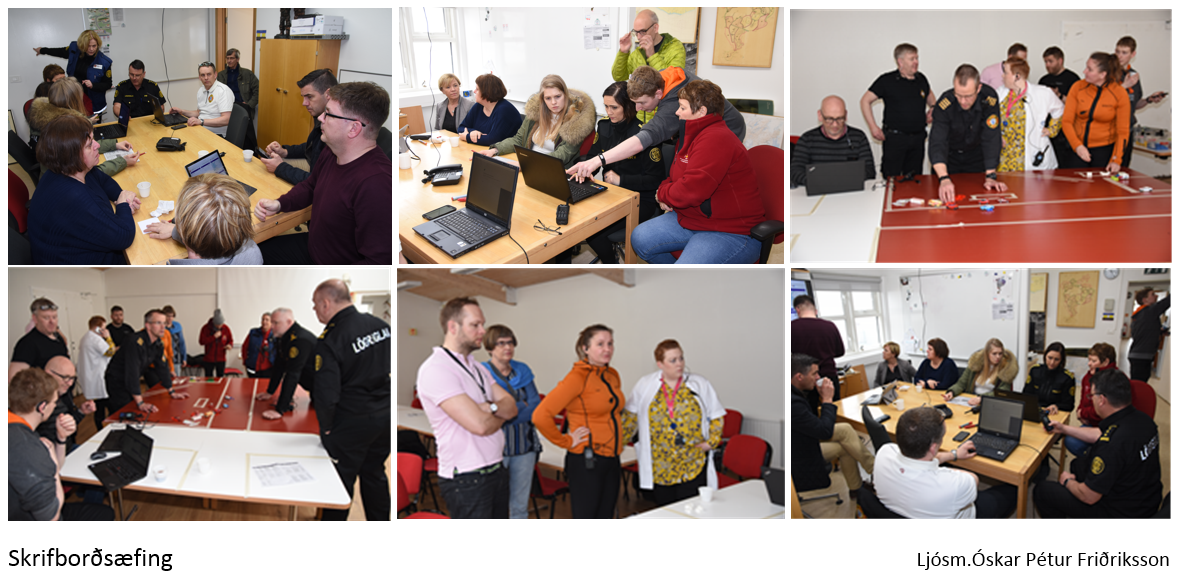 LÖGREGLAN
Skrifborðsæfing
Ljósm.Óskar Pétur Friðriksson